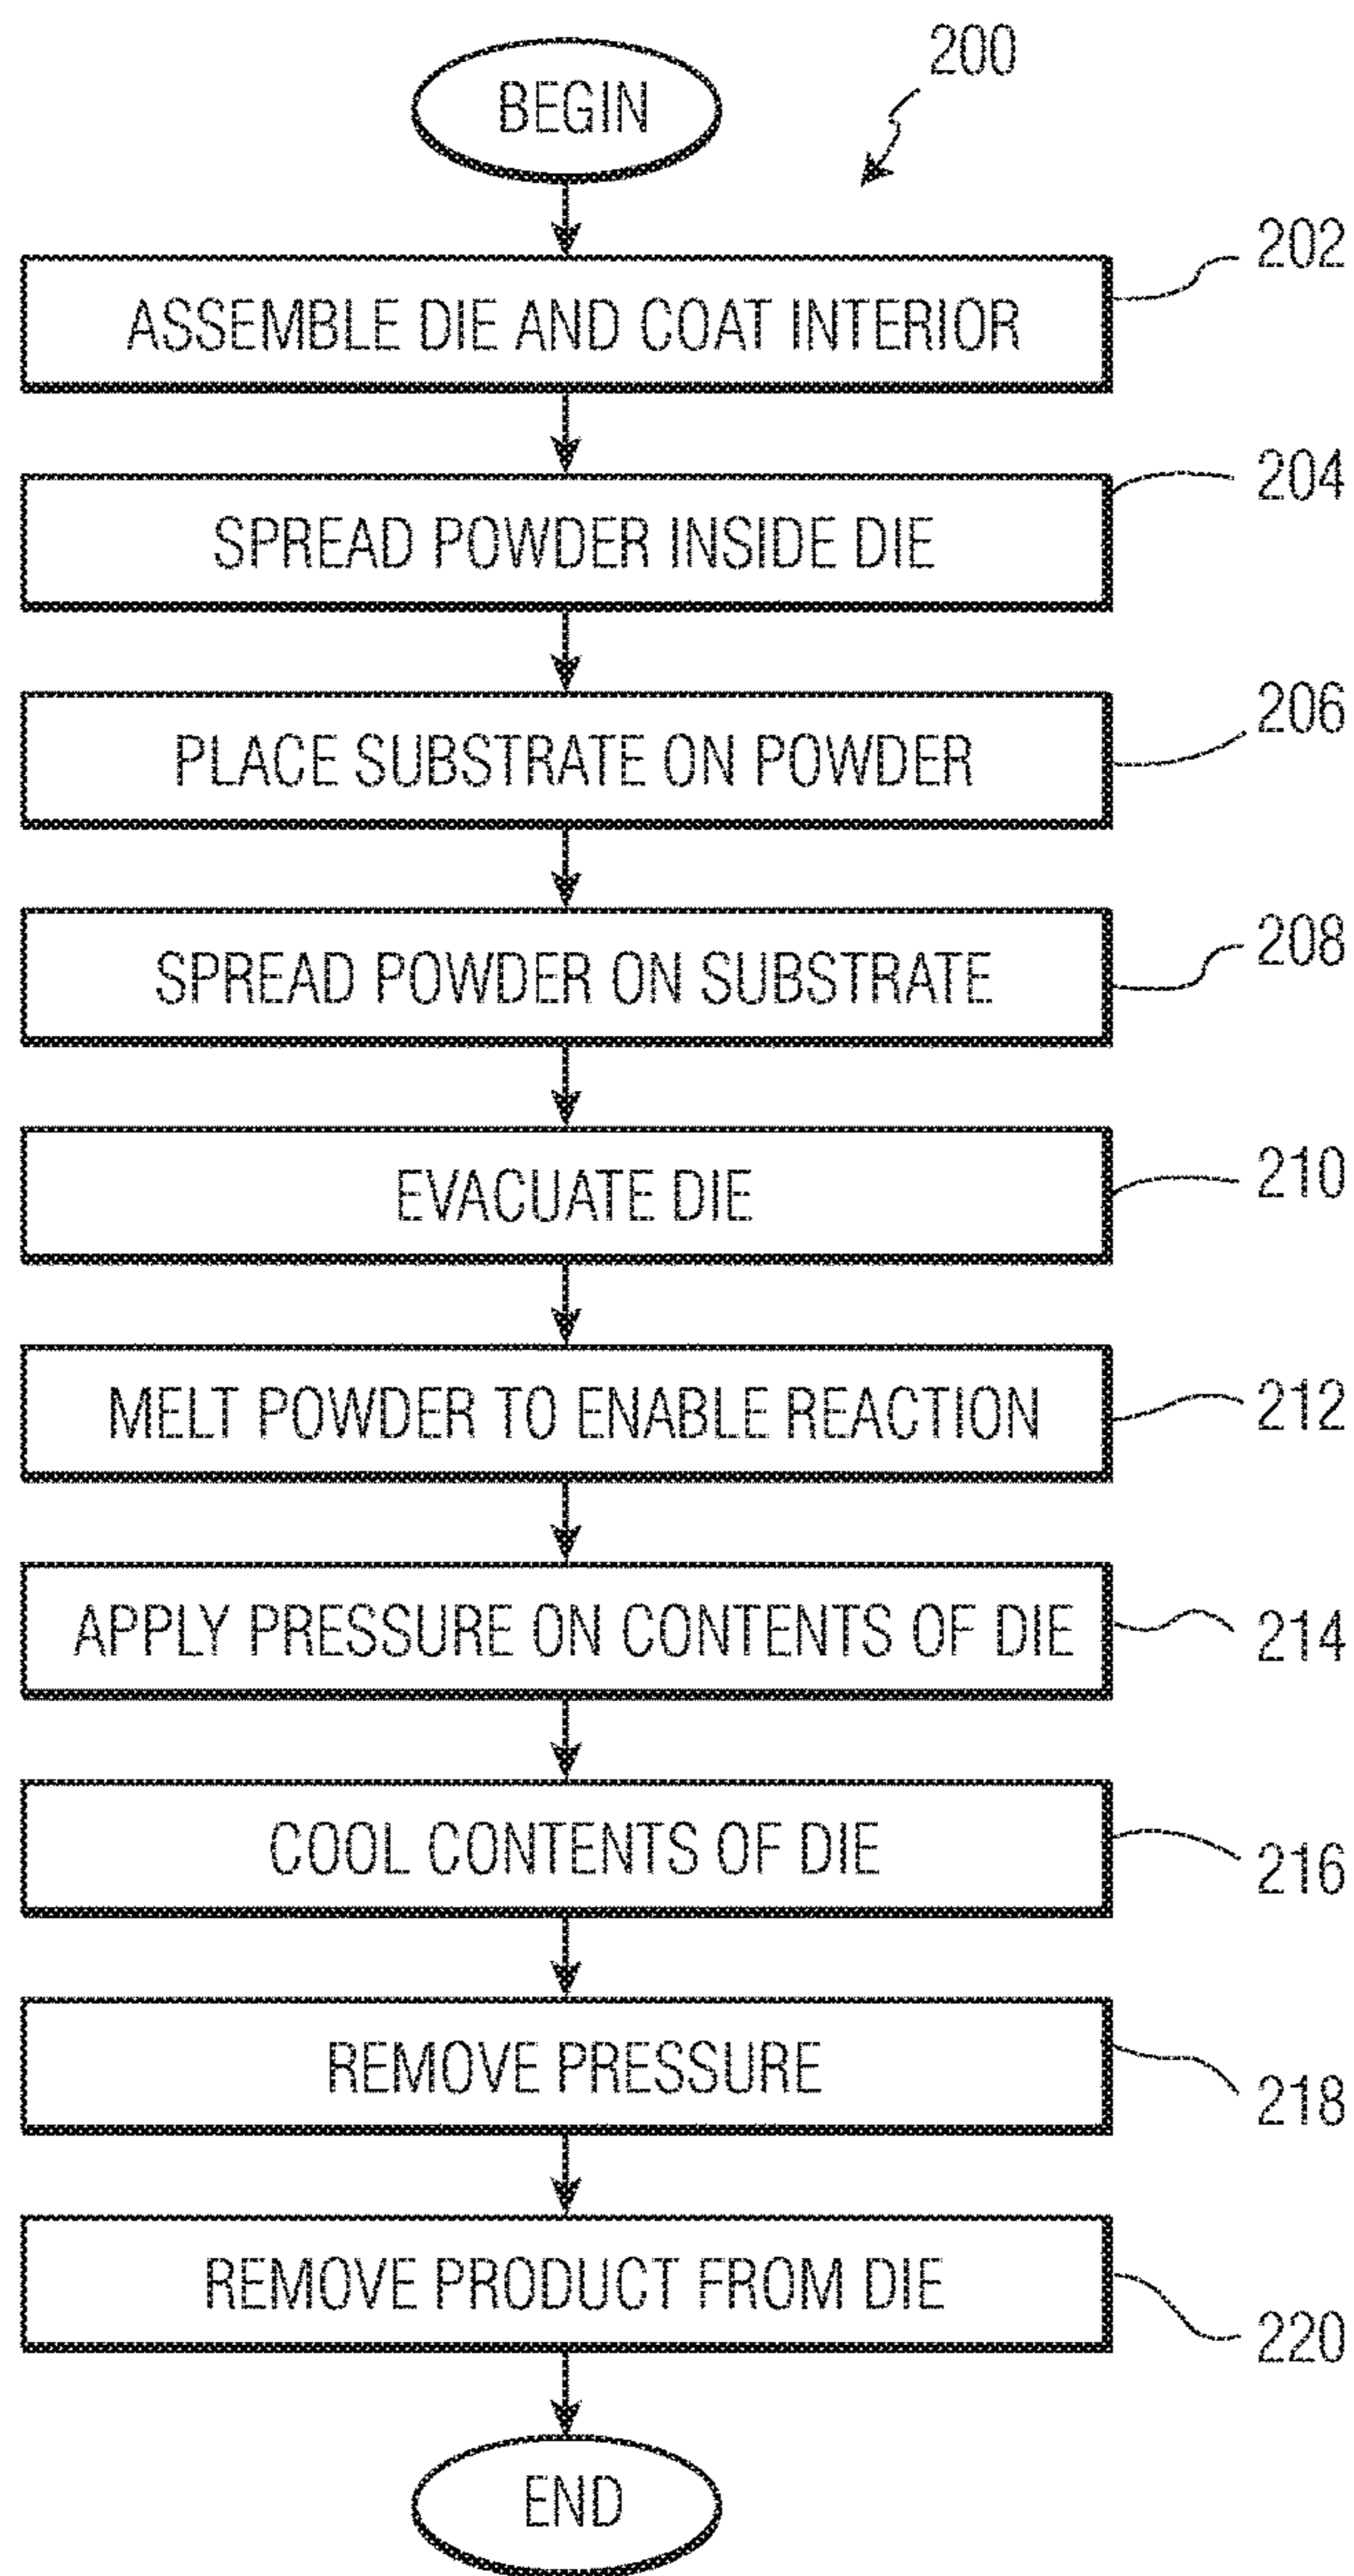 200
BEGIN
ASSEMBLE DIE AND COAT INTERIOR
202
SPREAD POWDER INSIDE DIE
204
PLACE SUBSTRATE ON POWDER
206
SPREAD POWDER ON SUBSTRATE
208
EVACUATE DIE
210
MELT POWDER TO ENABLE REACTION
212
APPLY PRESSURE ON CONTENTS OF DIE
214
COOL CONTENTS OF DIE
216
REMOVE PRESSURE
218
REMOVE PRODUCT FROM DIE
220
END